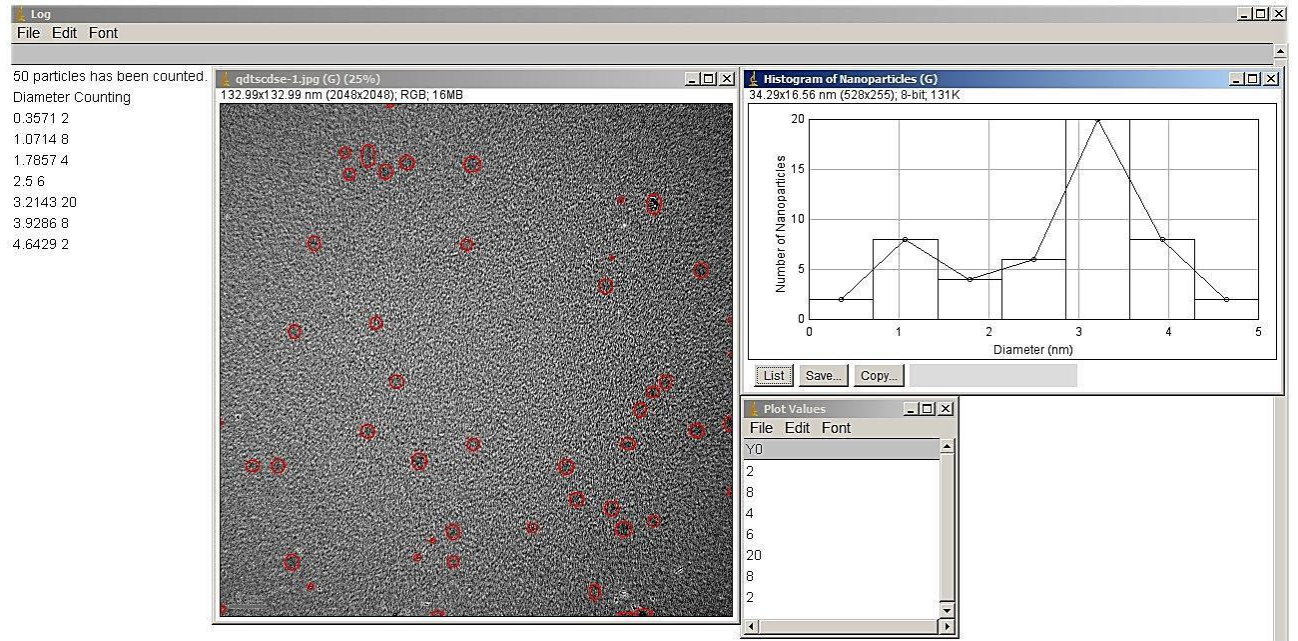 Log
File Edit Font
50 particles has been counted.
Diameter Counting
0.3571 2
1.0714 8
1.7857 4
2.5 6
3.2143 20
3.9286 8
4.6429 2
qdtscdse-1.jpg (G) (25%)
132.99x132.99 nm (2048x2048); RGB; 16MB
Histogram of Nanoparticles (G)
34.29x16.56 nm (528x255); 8-bit; 131K
20
15
10
5
0
Number of Nanoparticles
0 1 2 3 4 5
Diameter (nm)
List Save... Copy...
Plot Values
File Edit Font
Y0
2
8
4
6
20
8
2